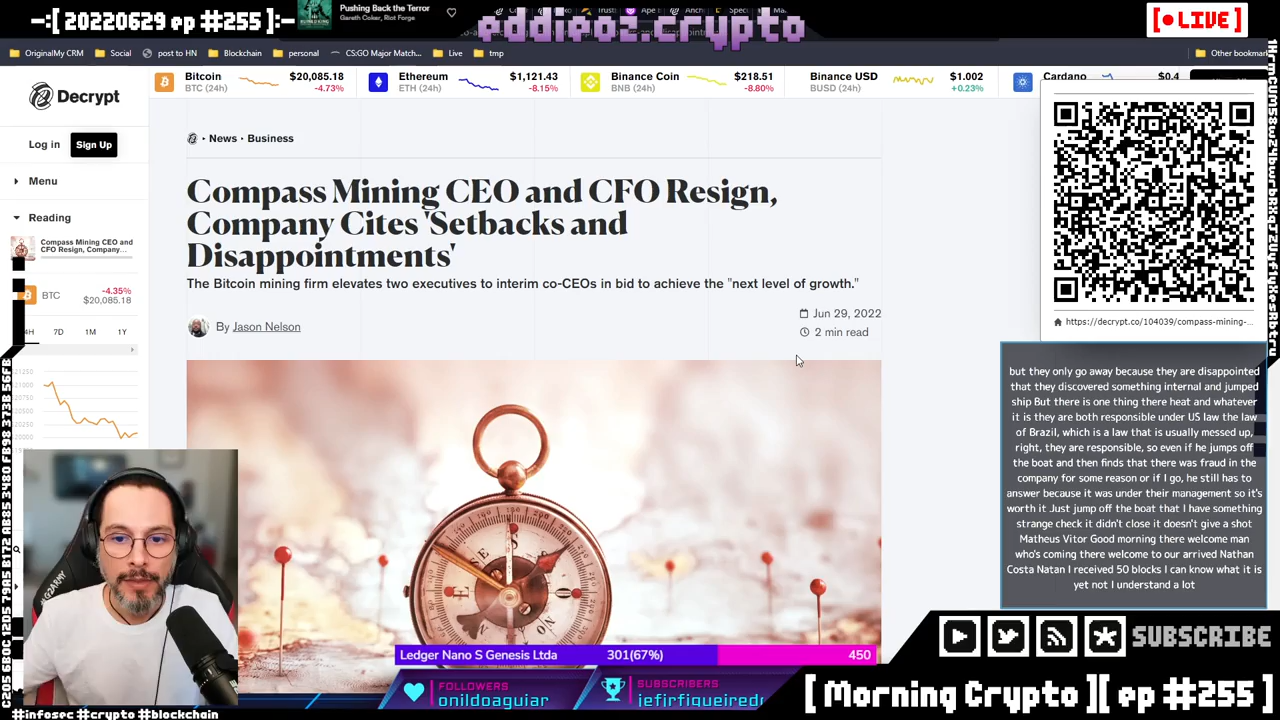 -:[ 20220629 ep #255 ]:-
Pushing Back the Terror
Gareth Coker, Riot Forge
eddieoz.crypto
[● LIVE ]
OriginalMy CRM
Social
post to HN
Blockchain
personal
CS:GO Major Match...
Live
tmp
Other bookmar
Decrypt
Bitcoin
BTC (24h)
$20,085.18
-4.73%
Ethereum
ETH (24h)
$1,121.43
-8.15%
Binance Coin
BNB (24h)
$218.51
-8.80%
Binance USD
BUSD (24h)
$1.002
+0.23%
Cardano
$0.4
Log in
Sign Up
Menu
Reading
Compass Mining CEO and
CFO Resign, Company...
BTC
-4.35%
$20,085.18
4H 7D 1M 1Y
News • Business
Compass Mining CEO and CFO Resign,
Company Cites 'Setbacks and
Disappointments'
The Bitcoin mining firm elevates two executives to interim co-CEOs in bid to achieve the "next level of growth."
By Jason Nelson
Jun 29, 2022
2 min read
https://decrypt.co/104039/compass-mining-...
but they only go away because they are disappointed
that they discovered something internal and jumped
ship But there is one thing there heat and whatever
it is they are both responsible under US law the law
of Brazil, which is a law that is usually messed up,
right, they are responsible, so even if he jumps off
the boat and then finds that there was fraud in the
company for some reason or if I go, he still has to
answer because it was under their management so it's
worth it Just jump off the boat that I have something
strange check it didn't close it doesn't give a shot
Matheus Vitor Good morning there welcome man
who's coming there welcome to our arrived Nathan
Costa Natan I received 50 blocks I can know what it is
yet not I understand a lot
SUBSCRIBE
Ledger Nano S Genesis Ltda 301(67%) 450
FOLLOWERS
onildoaguiar
SUBSCRIBERS
jefjrfigueiredo
[ Morning Crypto ][ ep #255 ]
#infosec #crypto #blockchain